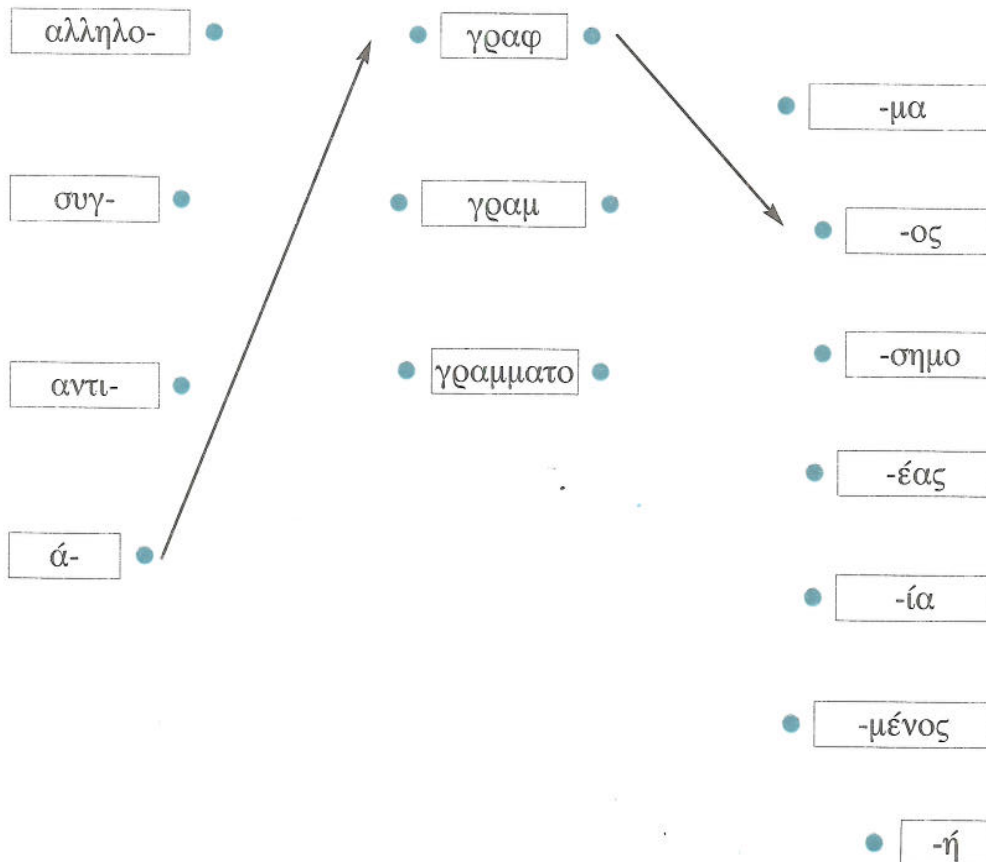 αλληλο-
συγ-
αντι-
ά-
γραφ
γραμ
γραμματο
-μα
-ος
-σημο
-έας
-ία
-μένος
-ή